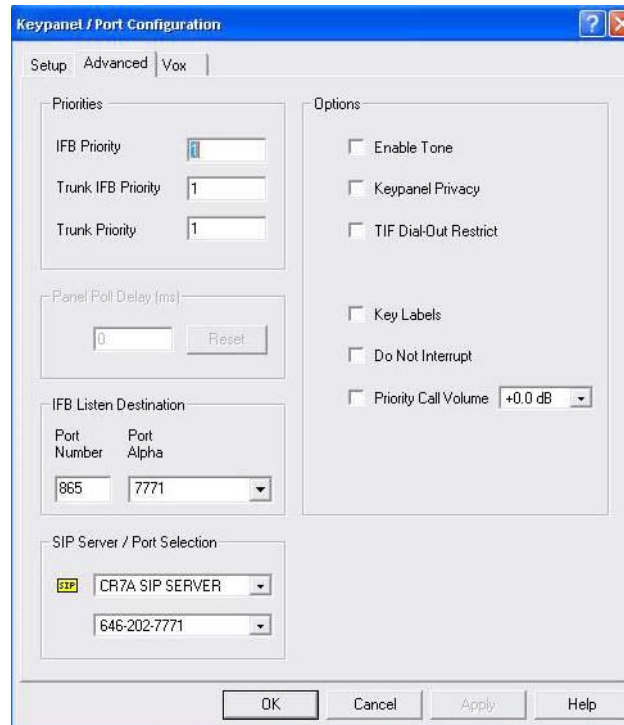 Keypanel / Port Configuration
Setup Advanced Vox
Priorities
IFB Priority 1
Trunk IFB Priority 1
Trunk Priority 1
Panel Poll Delay (ms)
0 Reset
IFB Listen Destination
Port Number Port Alpha
865 7771
SIP Server / Port Selection
SIP CR7A SIP SERVER
646-202-7771
Options
Enable Tone
Keypanel Privacy
TIF Dial-Out Restrict
Key Labels
Do Not Interrupt
Priority Call Volume +0.0 dB
OK Cancel Apply Help